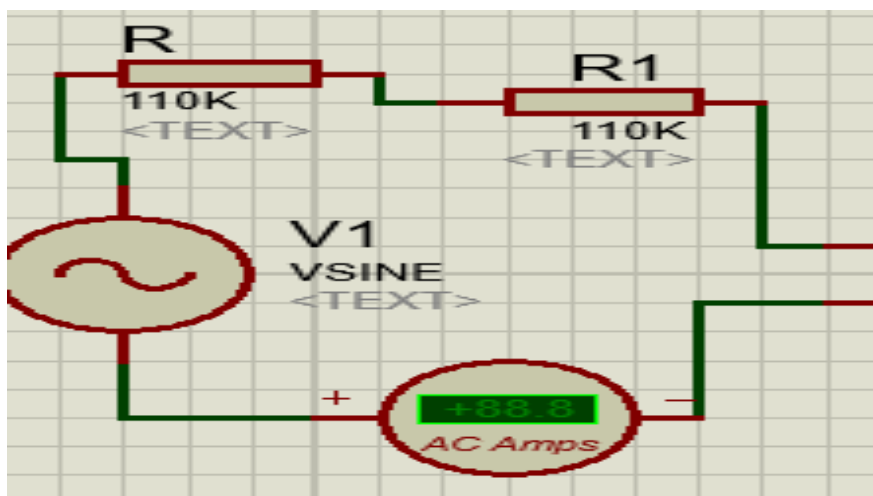 R
110K
<TEXT>
R1
110K
<TEXT>
V1
VSINE
<TEXT>
+
+88.8
−
AC Amps